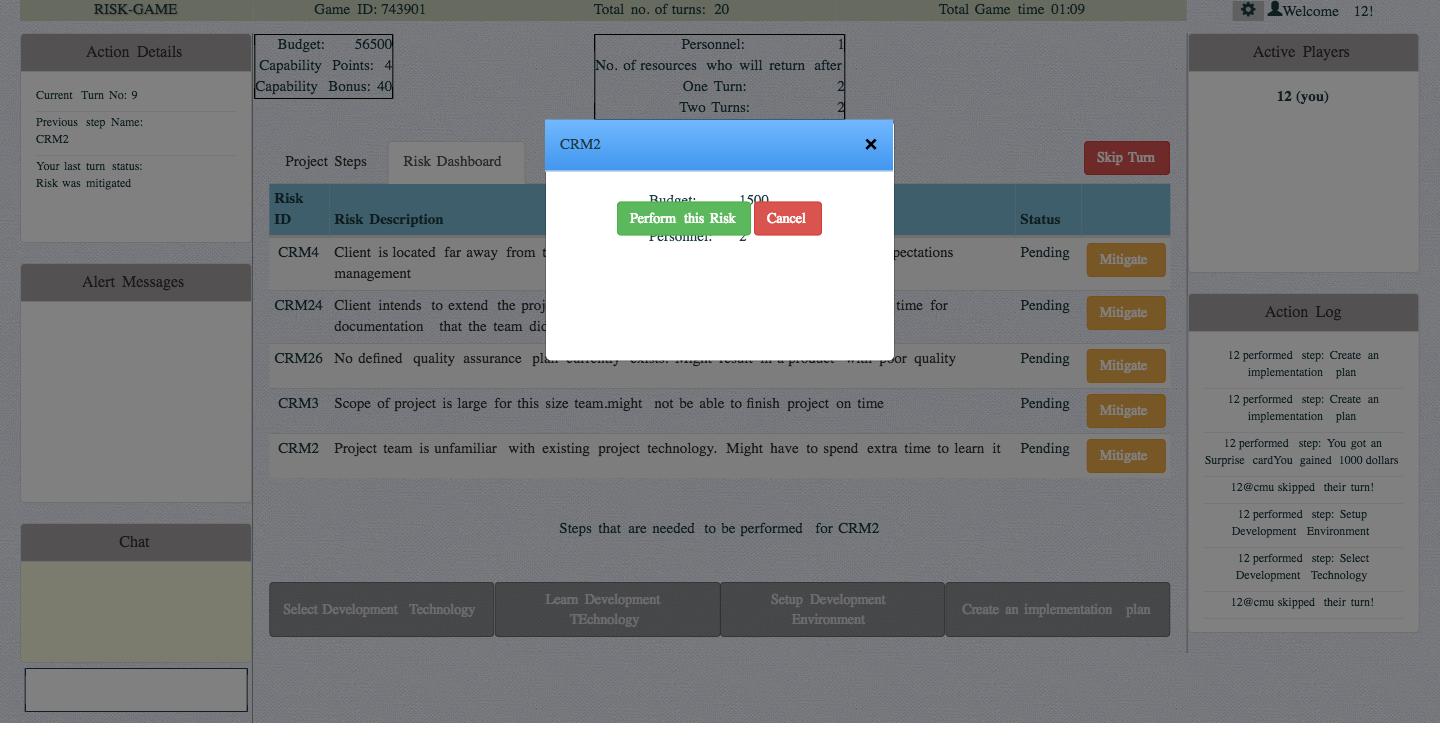 RISK-GAME
Game ID: 743901
Total no. of turns: 20
Total Game time 01:09
Welcome 12!
Action Details
Current Turn No: 9
Previous step Name:
CRM2
Your last turn status:
Risk was mitigated
Alert Messages
Chat
Budget: 56500
Capability Points: 4
Capability Bonus: 40
Personnel: 1
No. of resources who will return after
One Turn: 2
Two Turns: 2
Project Steps
Risk Dashboard
Skip Turn
CRM2
×
Budget: 1500
Perform this Risk
Cancel
Personnel: 2
Risk
ID
Risk Description
Status
CRM4 Client is located far away from t
pectations
management
Pending
Mitigate
CRM24 Client intends to extend the proj
time for
documentation that the team did
Pending
Mitigate
CRM26 No defined quality assurance plan currently exists. Might result in a product with poor quality
Pending
Mitigate
CRM3 Scope of project is large for this size team.might not be able to finish project on time
Pending
Mitigate
CRM2 Project team is unfamiliar with existing project technology. Might have to spend extra time to learn it
Pending
Mitigate
Steps that are needed to be performed for CRM2
Select Development Technology
Learn Development
TEchnology
Setup Development
Environment
Create an implementation plan
Active Players
12 (you)
Action Log
12 performed step: Create an
implementation plan
12 performed step: Create an
implementation plan
12 performed step: You got an
Surprise cardYou gained 1000 dollars
12@cmu skipped their turn!
12 performed step: Setup
Development Environment
12 performed step: Select
Development Technology
12@cmu skipped their turn!